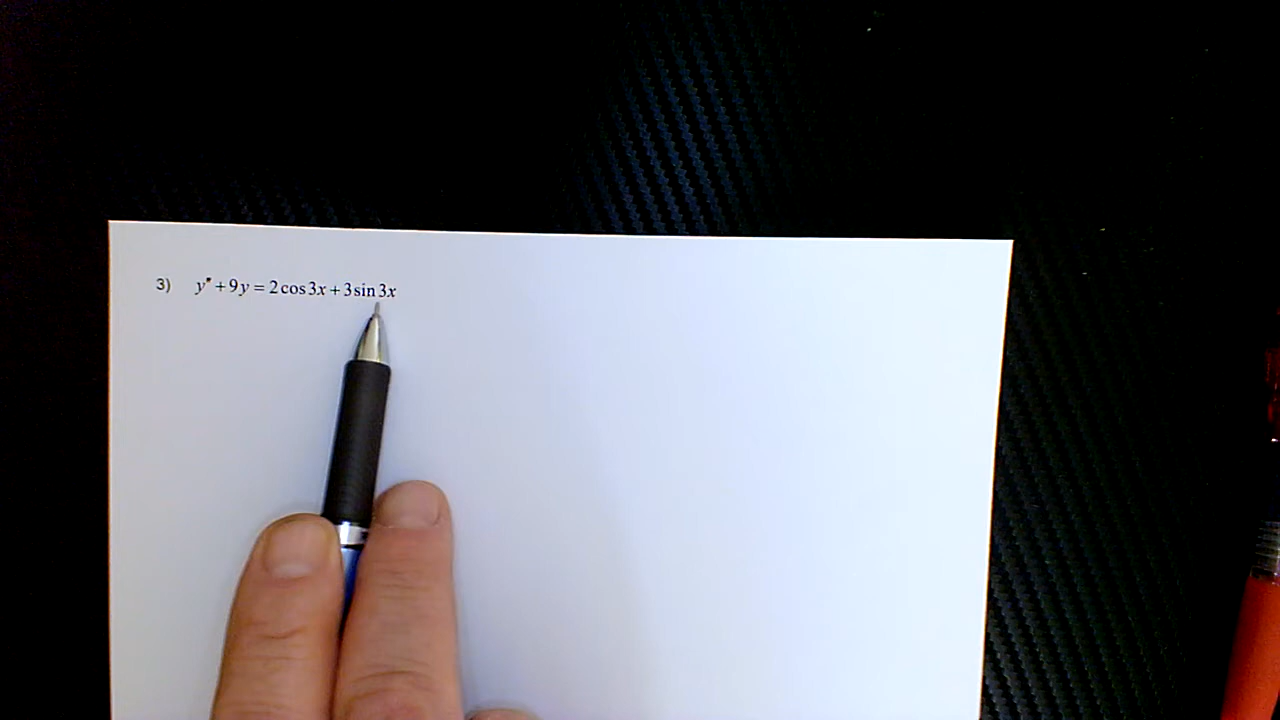 3) y″ + 9y = 2cos3x + 3sin3x